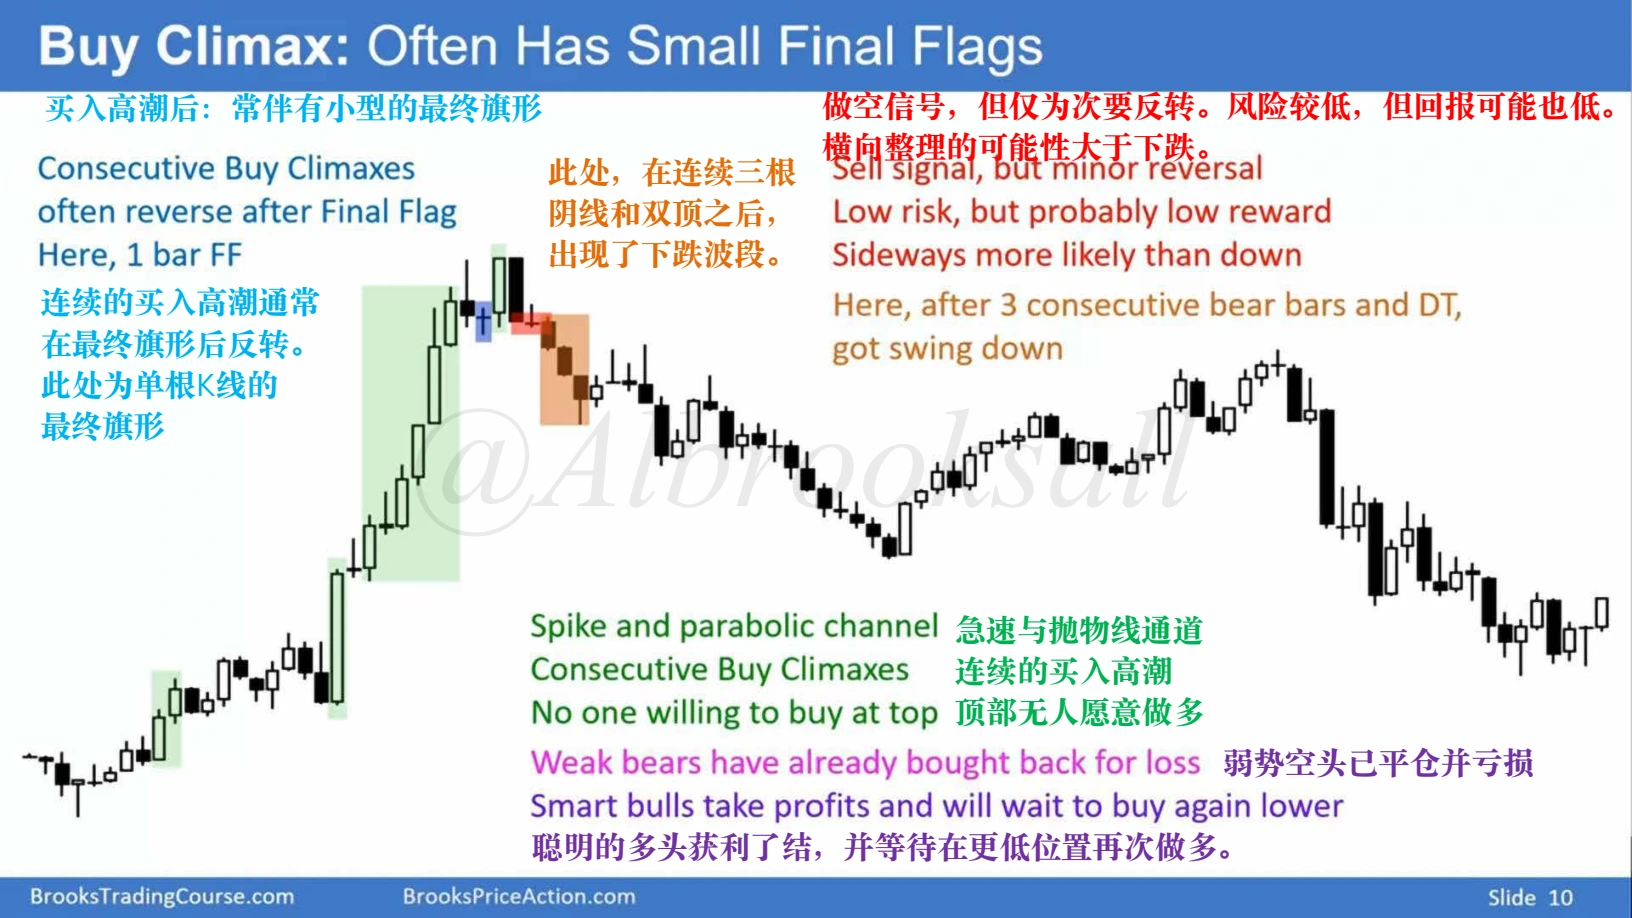 Buy Climax: Often Has Small Final Flags
买入高潮后：常伴有小型的最终旗形
Consecutive Buy Climaxes
often reverse after Final Flag
Here, 1 bar FF
连续的买入高潮通常
在最终旗形后反转。
此处为单根K线的
最终旗形
此处，在连续三根
阴线和双顶之后，
出现了下跌波段。
做空信号，但仅为次要反转。风险较低，但回报可能也低。
横向整理的可能性大于下跌。
Sell signal, but minor reversal
Low risk, but probably low reward
Sideways more likely than down
Here, after 3 consecutive bear bars and DT,
got swing down
@Albrooksall
Spike and parabolic channel
Consecutive Buy Climaxes
No one willing to buy at top
急速与抛物线通道
连续的买入高潮
顶部无人愿意做多
Weak bears have already bought back for loss
弱势空头已平仓并亏损
Smart bulls take profits and will wait to buy again lower
聪明的多头获利了结，并等待在更低位置再次做多。
BrooksTradingCourse.com
BrooksPriceAction.com
Slide 10